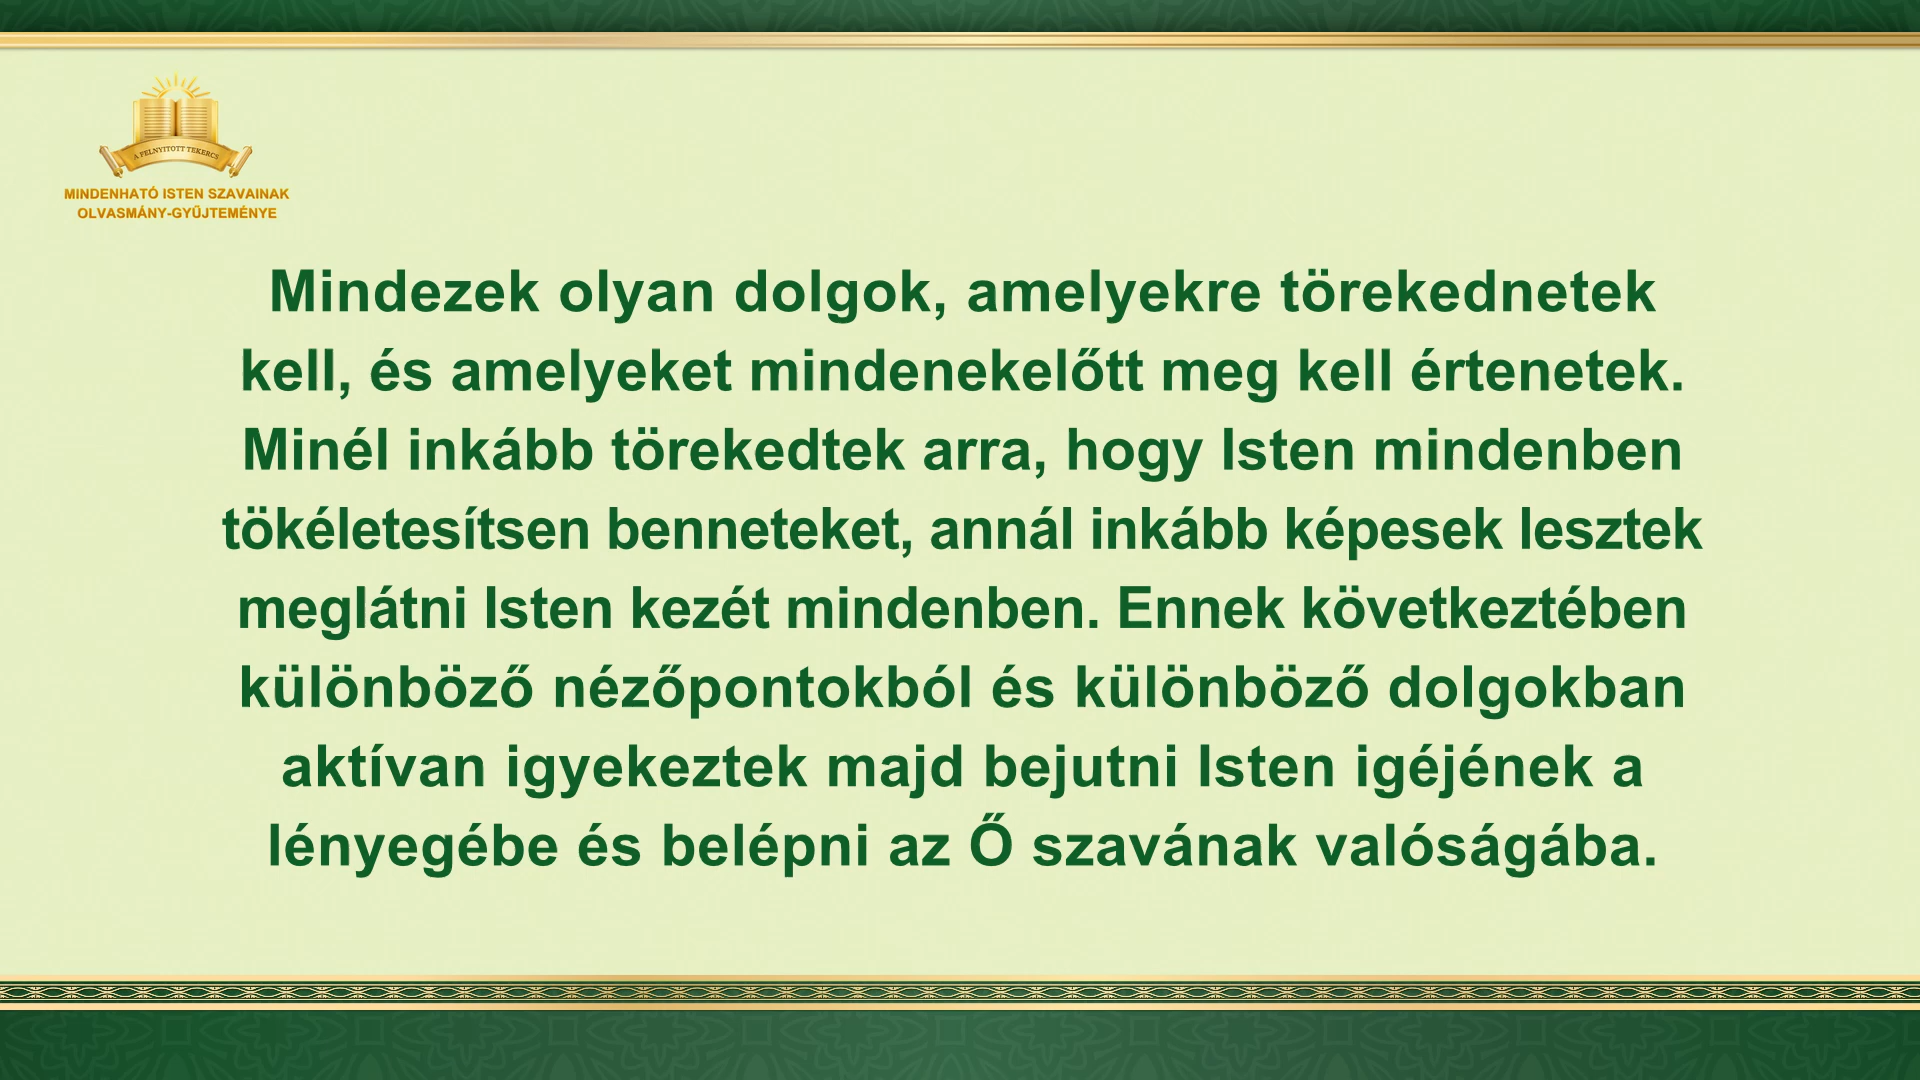 A FELNYITOTT TEKERCS
MINDENHATÓ ISTEN SZAVAINAK
OLVASMÁNY-GYŰJTEMÉNYE
Mindezek olyan dolgok, amelyekre törekednetek
kell, és amelyeket mindenekelőtt meg kell értenetek.
Minél inkább törekedtek arra, hogy Isten mindenben
tökéletesítsen benneteket, annál inkább képesek lesztek
meglátni Isten kezét mindenben. Ennek következtében
különböző nézőpontokból és különböző dolgokban
aktívan igyekeztek majd bejutni Isten igéjének a
lényegébe és belépni az Ő szavának valóságába.